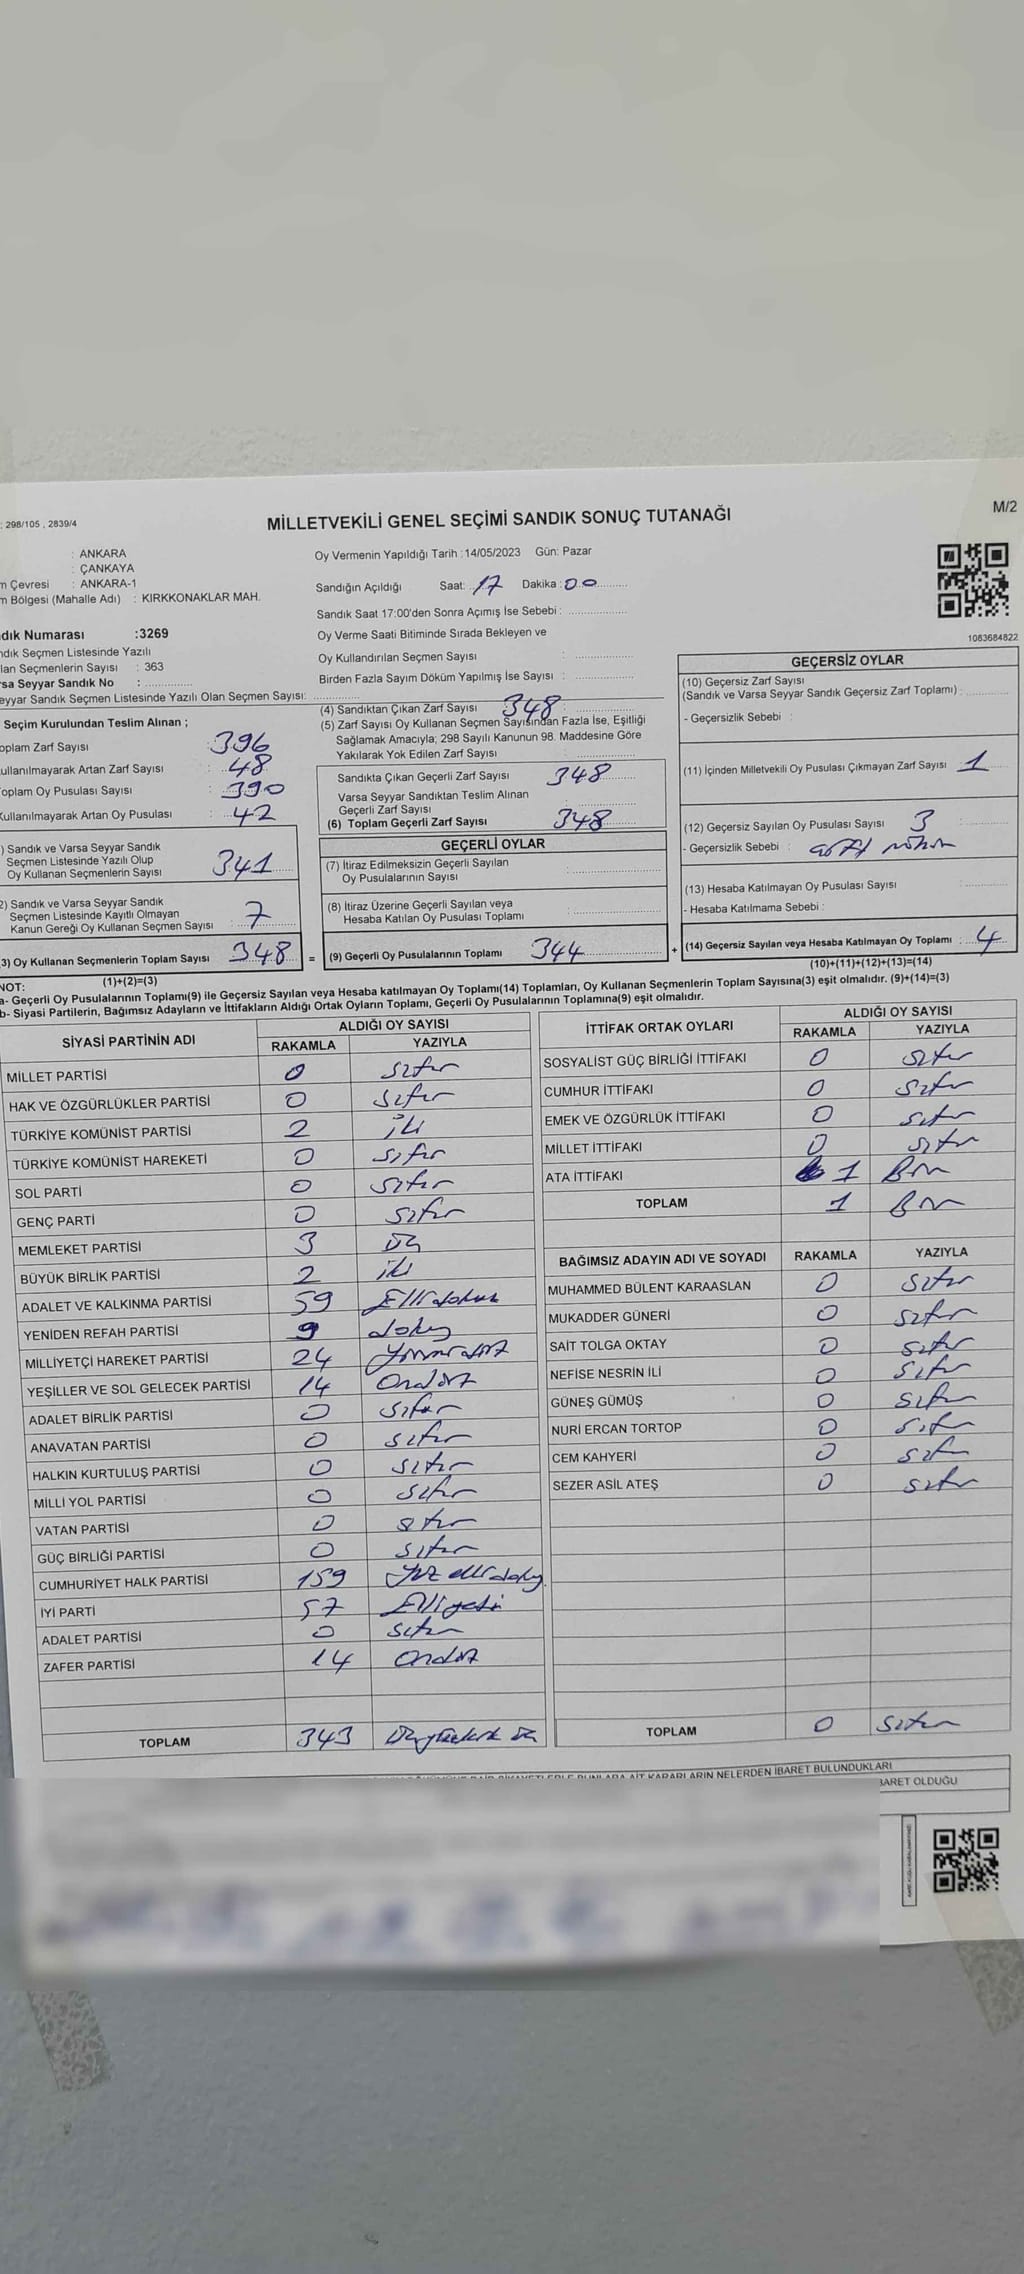 : 298/105 , 2839/4
M/2
MİLLETVEKİLİ GENEL SEÇİMİ SANDIK SONUÇ TUTANAĞI
: ANKARA
: ÇANKAYA
m Çevresi : ANKARA-1
m Bölgesi (Mahalle Adı) : KIRKKONAKLAR MAH.
dık Numarası :3269
ndık Seçmen Listesinde Yazılı
lan Seçmenlerin Sayısı : 363
rsa Seyyar Sandık No :
eyyar Sandık Seçmen Listesinde Yazılı Olan Seçmen Sayısı:
Oy Vermenin Yapıldığı Tarih :14/05/2023 Gün: Pazar
Sandığın Açıldığı Saat: 17 Dakika : 00
Sandık Saat 17:00'den Sonra Açımış İse Sebebi :
Oy Verme Saati Bitiminde Sırada Bekleyen ve
Oy Kullandırılan Seçmen Sayısı :
Birden Fazla Sayım Döküm Yapılmış İse Sayısı :
1083684822
Seçim Kurulundan Teslim Alınan ;
oplam Zarf Sayısı : 396
ullanılmayarak Artan Zarf Sayısı : 48
oplam Oy Pusulası Sayısı : 390
Kullanılmayarak Artan Oy Pusulası : 42
) Sandık ve Varsa Seyyar Sandık
Seçmen Listesinde Yazılı Olup
Oy Kullanan Seçmenlerin Sayısı : 341
2) Sandık ve Varsa Seyyar Sandık
Seçmen Listesinde Kayıtlı Olmayan
Kanun Gereği Oy Kullanan Seçmen Sayısı : 7
3) Oy Kullanan Seçmenlerin Toplam Sayısı : 348 =
(1)+(2)=(3)
(4) Sandıktan Çıkan Zarf Sayısı : 348
(5) Zarf Sayısı Oy Kullanan Seçmen Sayısından Fazla İse, Eşitliği
Sağlamak Amacıyla; 298 Sayılı Kanunun 98. Maddesine Göre
Yakılarak Yok Edilen Zarf Sayısı :
Sandıkta Çıkan Geçerli Zarf Sayısı : 348
Varsa Seyyar Sandıktan Teslim Alınan
Geçerli Zarf Sayısı :
(6) Toplam Geçerli Zarf Sayısı : 348
GEÇERLİ OYLAR
(7) İtiraz Edilmeksizin Geçerli Sayılan
Oy Pusulalarının Sayısı :
(8) İtiraz Üzerine Geçerli Sayılan veya
Hesaba Katılan Oy Pusulası Toplamı :
(9) Geçerli Oy Pusulalarının Toplamı : 344 +
GEÇERSİZ OYLAR
(10) Geçersiz Zarf Sayısı
(Sandık ve Varsa Seyyar Sandık Geçersiz Zarf Toplamı) :
- Geçersizlik Sebebi :
(11) İçinden Milletvekili Oy Pusulası Çıkmayan Zarf Sayısı : 1
(12) Geçersiz Sayılan Oy Pusulası Sayısı : 3
- Geçersizlik Sebebi :
(13) Hesaba Katılmayan Oy Pusulası Sayısı :
- Hesaba Katılmama Sebebi :
(14) Geçersiz Sayılan veya Hesaba Katılmayan Oy Toplamı : 4
(10)+(11)+(12)+(13)=(14)
NOT:
a- Geçerli Oy Pusulalarının Toplamı(9) ile Geçersiz Sayılan veya Hesaba katılmayan Oy Toplamı(14) Toplamları, Oy Kullanan Seçmenlerin Toplam Sayısına(3) eşit olmalıdır. (9)+(14)=(3)
b- Siyasi Partilerin, Bağımsız Adayların ve İttifakların Aldığı Ortak Oyların Toplamı, Geçerli Oy Pusulalarının Toplamına(9) eşit olmalıdır.
SİYASİ PARTİNİN ADI ALDIĞI OY SAYISI
RAKAMLA YAZIYLA
MİLLET PARTİSİ 0 sıfır
HAK VE ÖZGÜRLÜKLER PARTİSİ 0 sıfır
TÜRKİYE KOMÜNİST PARTİSİ 2 iki
TÜRKİYE KOMÜNİST HAREKETİ 0 sıfır
SOL PARTİ 0 sıfır
GENÇ PARTİ 0 sıfır
MEMLEKET PARTİSİ 3 üç
BÜYÜK BİRLİK PARTİSİ 2 iki
ADALET VE KALKINMA PARTİSİ 59 Ellidokuz
YENİDEN REFAH PARTİSİ 9 dokuz
MİLLİYETÇİ HAREKET PARTİSİ 24 Yirmidört
YEŞİLLER VE SOL GELECEK PARTİSİ 14 Ondört
ADALET BİRLİK PARTİSİ 0 sıfır
ANAVATAN PARTİSİ 0 sıfır
HALKIN KURTULUŞ PARTİSİ 0 sıfır
MİLLİ YOL PARTİSİ 0 sıfır
VATAN PARTİSİ 0 sıfır
GÜÇ BİRLİĞİ PARTİSİ 0 sıfır
CUMHURİYET HALK PARTİSİ 159 Yüz ellidokuz
İYİ PARTİ 57 Elliyedi
ADALET PARTİSİ 0 sıfır
ZAFER PARTİSİ 14 Ondört
TOPLAM 343 Üçyüzkırk üç
İTTİFAK ORTAK OYLARI ALDIĞI OY SAYISI
RAKAMLA YAZIYLA
SOSYALİST GÜÇ BİRLİĞİ İTTİFAKI 0 sıfır
CUMHUR İTTİFAKI 0 sıfır
EMEK VE ÖZGÜRLÜK İTTİFAKI 0 sıfır
MİLLET İTTİFAKI 0 sıfır
ATA İTTİFAKI 1 Bir
TOPLAM 1 Bir
BAĞIMSIZ ADAYIN ADI VE SOYADI RAKAMLA YAZIYLA
MUHAMMED BÜLENT KARAASLAN 0 sıfır
MUKADDER GÜNERİ 0 sıfır
SAİT TOLGA OKTAY 0 sıfır
NEFİSE NESRİN İLİ 0 sıfır
GÜNEŞ GÜMÜŞ 0 sıfır
NURİ ERCAN TORTOP 0 sıfır
CEM KAHYERİ 0 sıfır
SEZER ASİL ATEŞ 0 sıfır
TOPLAM 0 sıfır
KARARLARIN NELERDEN İBARET BULUNDUKLARI
BARET OLDUĞU